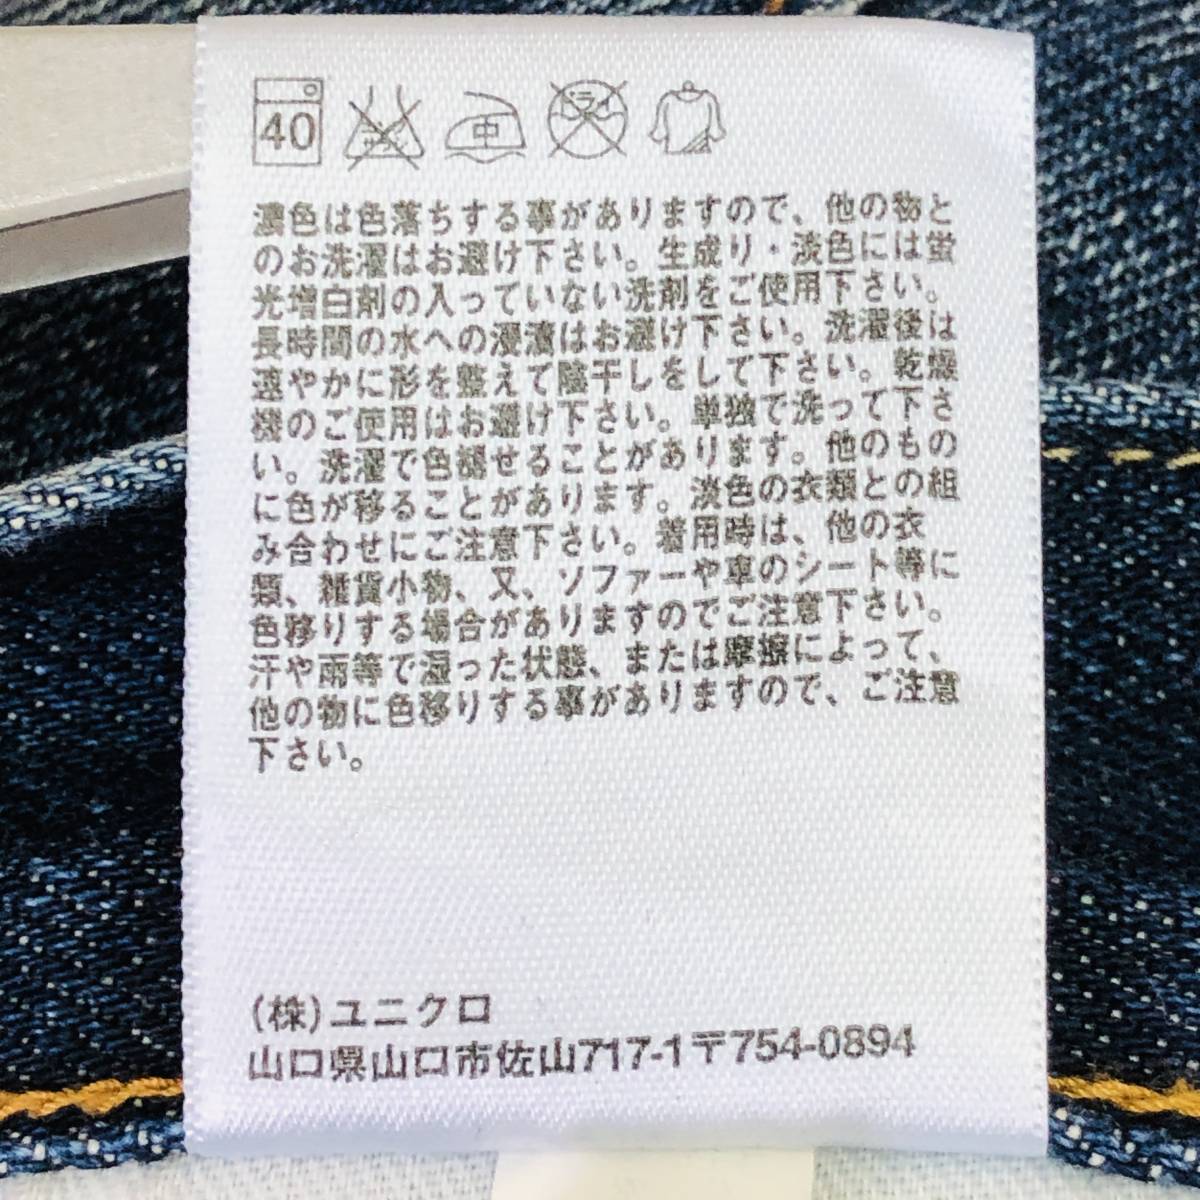 40
中
ドライ
濃色は色落ちする事がありますので、他の物と
のお洗濯はお避け下さい。生成り・淡色には蛍
光増白剤の入っていない洗剤をご使用下さい。
長時間の水への浸漬はお避け下さい。洗濯後は
速やかに形を整えて陰干しをして下さい。乾燥
機のご使用はお避け下さい。単独で洗って下さ
い。洗濯で色褪せることがあります。他のもの
に色が移ることがあります。淡色の衣類との組
み合わせにご注意下さい。着用時は、他の衣
類、雑貨小物、又、ソファーや車のシート等に
色移りする場合がありますのでご注意下さい。
汗や雨等で湿った状態、または摩擦によって、
他の物に色移りする事がありますので、ご注意
下さい。
(株)ユニクロ
山口県山口市佐山717-1〒754-0894